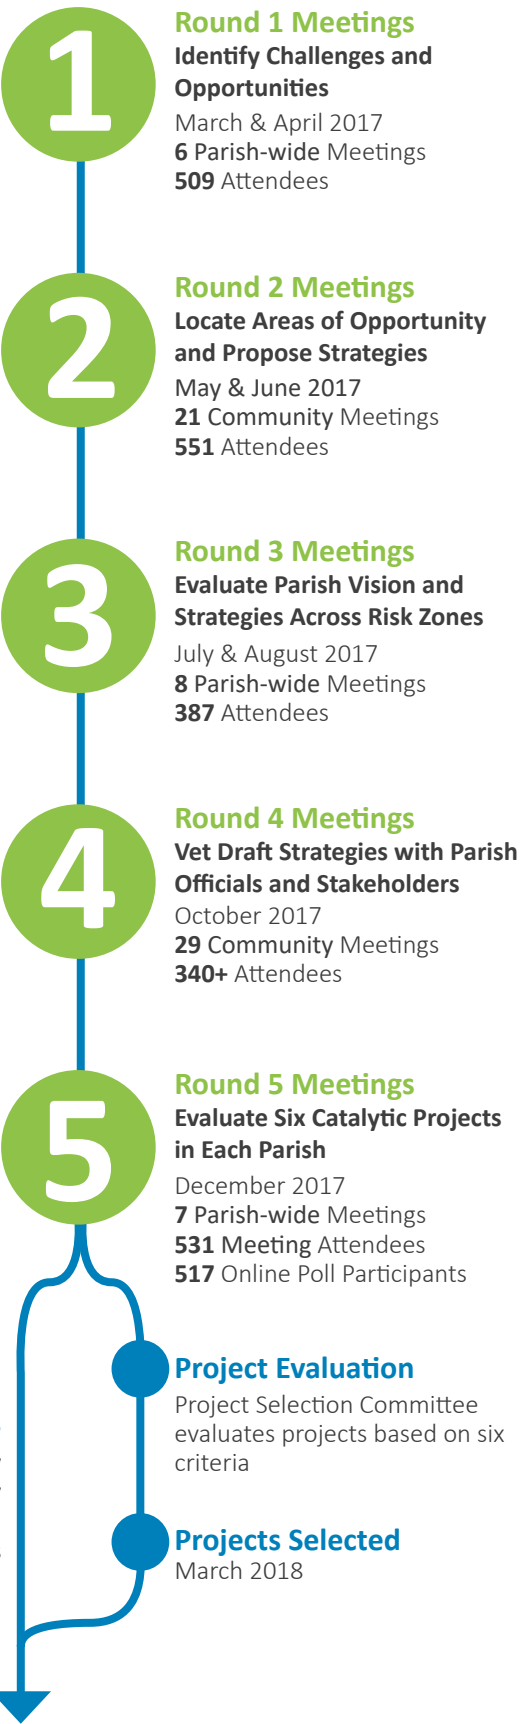 1
Round 1 Meetings
Identify Challenges and
Opportunities
March & April 2017
6 Parish-wide Meetings
509 Attendees
2
Round 2 Meetings
Locate Areas of Opportunity
and Propose Strategies
May & June 2017
21 Community Meetings
551 Attendees
3
Round 3 Meetings
Evaluate Parish Vision and
Strategies Across Risk Zones
July & August 2017
8 Parish-wide Meetings
387 Attendees
4
Round 4 Meetings
Vet Draft Strategies with Parish
Officials and Stakeholders
October 2017
29 Community Meetings
340+ Attendees
5
Round 5 Meetings
Evaluate Six Catalytic Projects
in Each Parish
December 2017
7 Parish-wide Meetings
531 Meeting Attendees
517 Online Poll Participants
Project Evaluation
Project Selection Committee
evaluates projects based on six
criteria
Projects Selected
March 2018